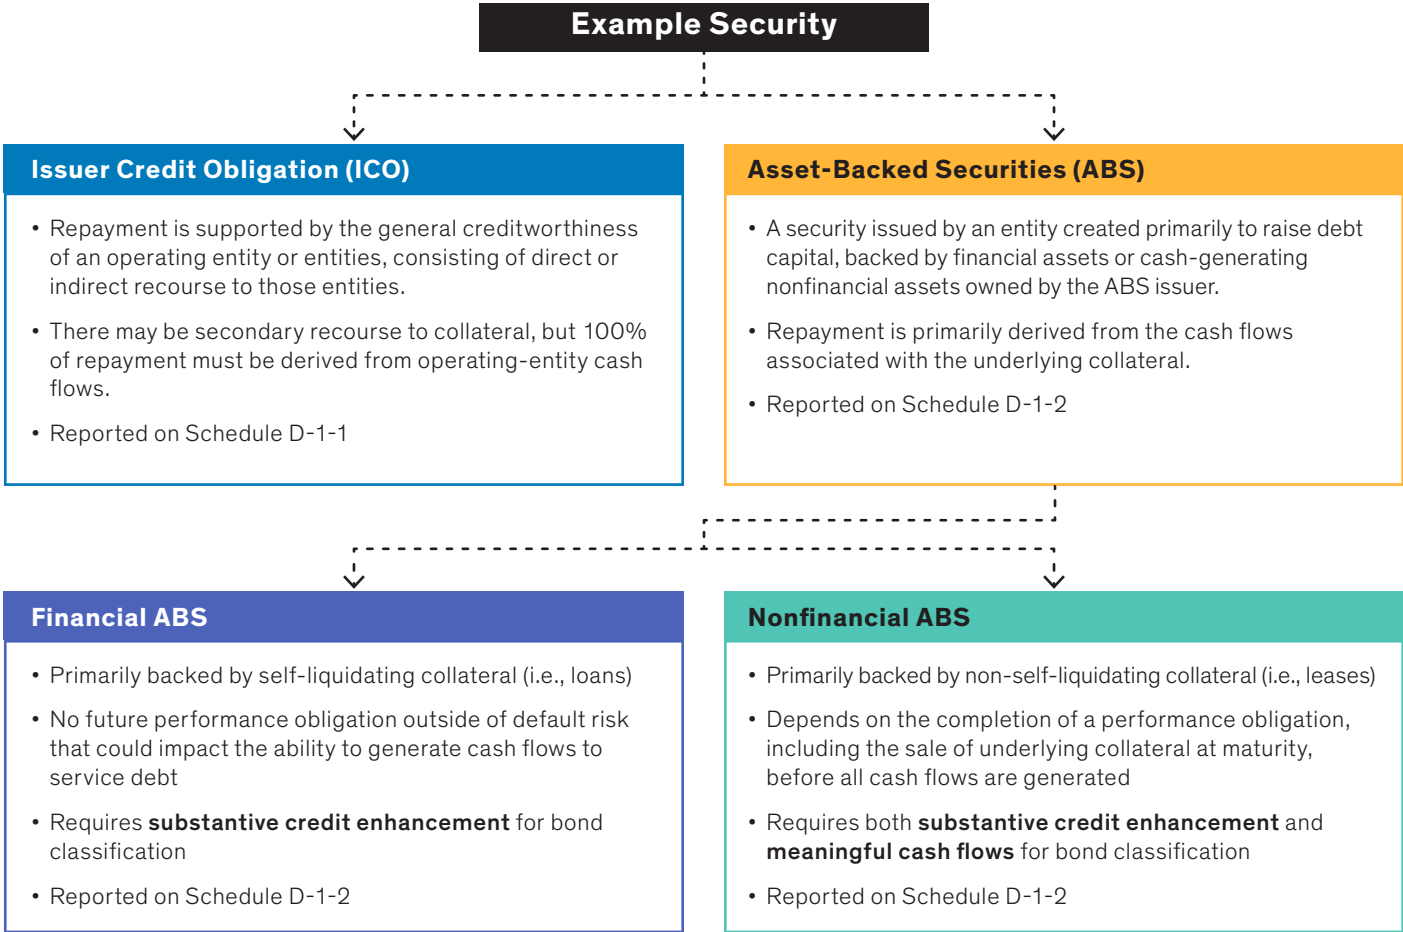 Example Security
Issuer Credit Obligation (ICO)
• Repayment is supported by the general creditworthiness
of an operating entity or entities, consisting of direct or
indirect recourse to those entities.
• There may be secondary recourse to collateral, but 100%
of repayment must be derived from operating-entity cash
flows.
• Reported on Schedule D-1-1
Asset-Backed Securities (ABS)
• A security issued by an entity created primarily to raise debt
capital, backed by financial assets or cash-generating
nonfinancial assets owned by the ABS issuer.
• Repayment is primarily derived from the cash flows
associated with the underlying collateral.
• Reported on Schedule D-1-2
Financial ABS
• Primarily backed by self-liquidating collateral (i.e., loans)
• No future performance obligation outside of default risk
that could impact the ability to generate cash flows to
service debt
• Requires substantive credit enhancement for bond
classification
• Reported on Schedule D-1-2
Nonfinancial ABS
• Primarily backed by non-self-liquidating collateral (i.e., leases)
• Depends on the completion of a performance obligation,
including the sale of underlying collateral at maturity,
before all cash flows are generated
• Requires both substantive credit enhancement and
meaningful cash flows for bond classification
• Reported on Schedule D-1-2